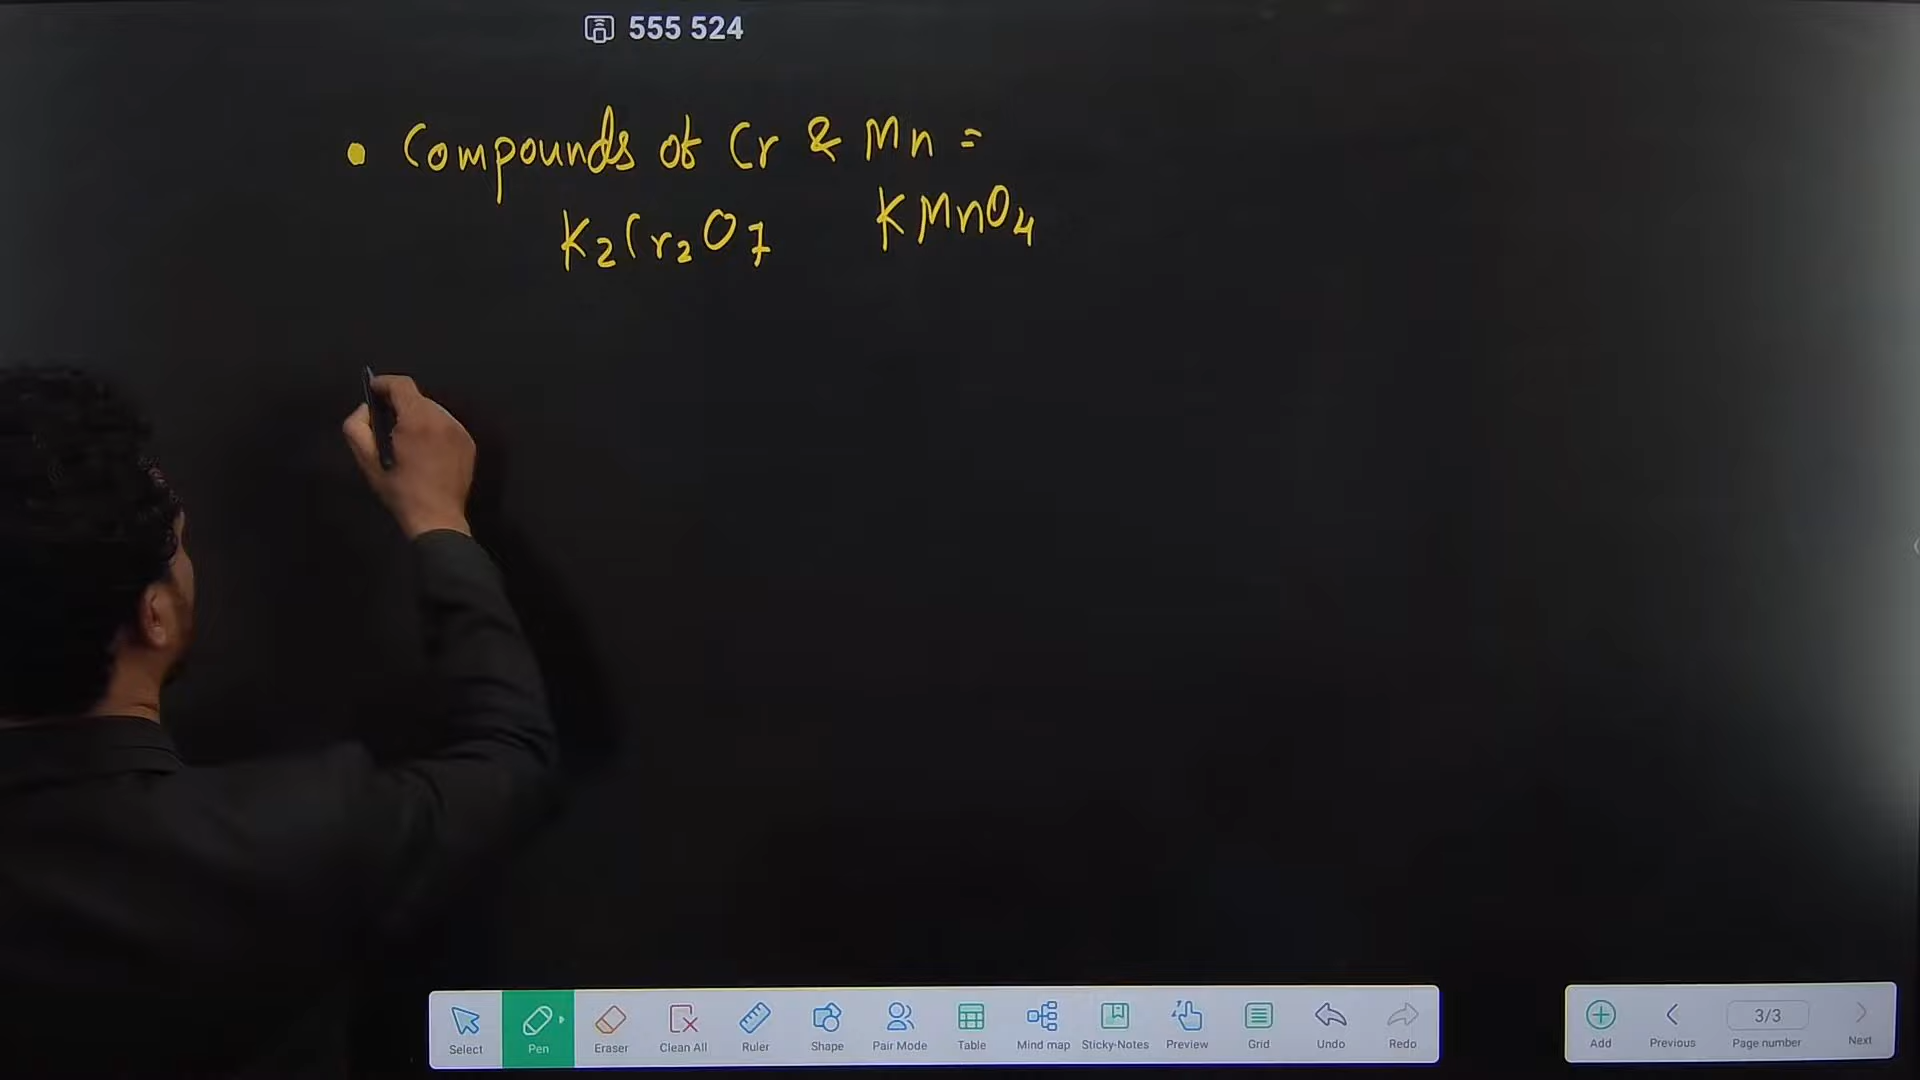 555 524
• Compounds of Cr & Mn =
K₂Cr₂O₇ KMnO₄
Select Pen Eraser Clean All Ruler Shape Pair Mode Table Mind map Sticky-Notes Preview Grid Undo Redo
3/3
Add Previous Page number Next